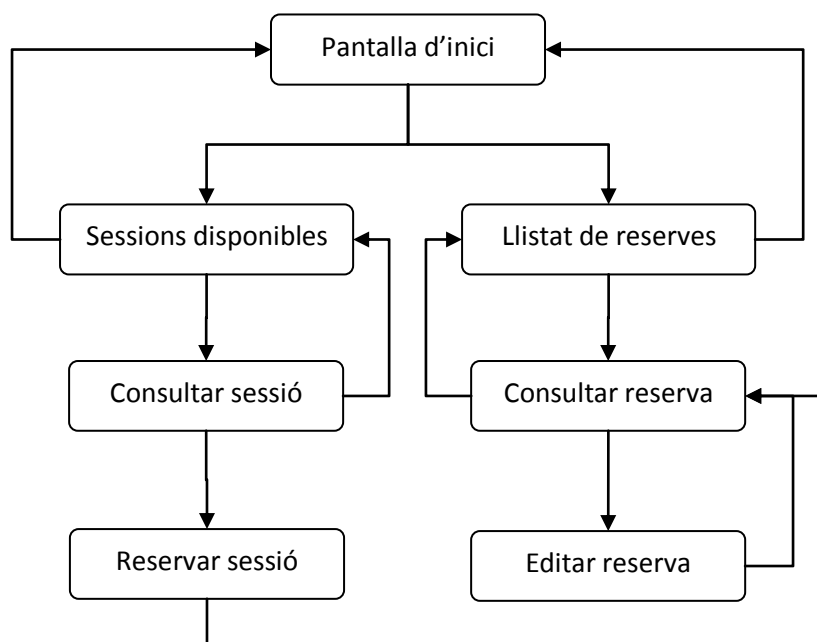 Pantalla d’inici
Sessions disponibles
Llistat de reserves
Consultar sessió
Consultar reserva
Reservar sessió
Editar reserva